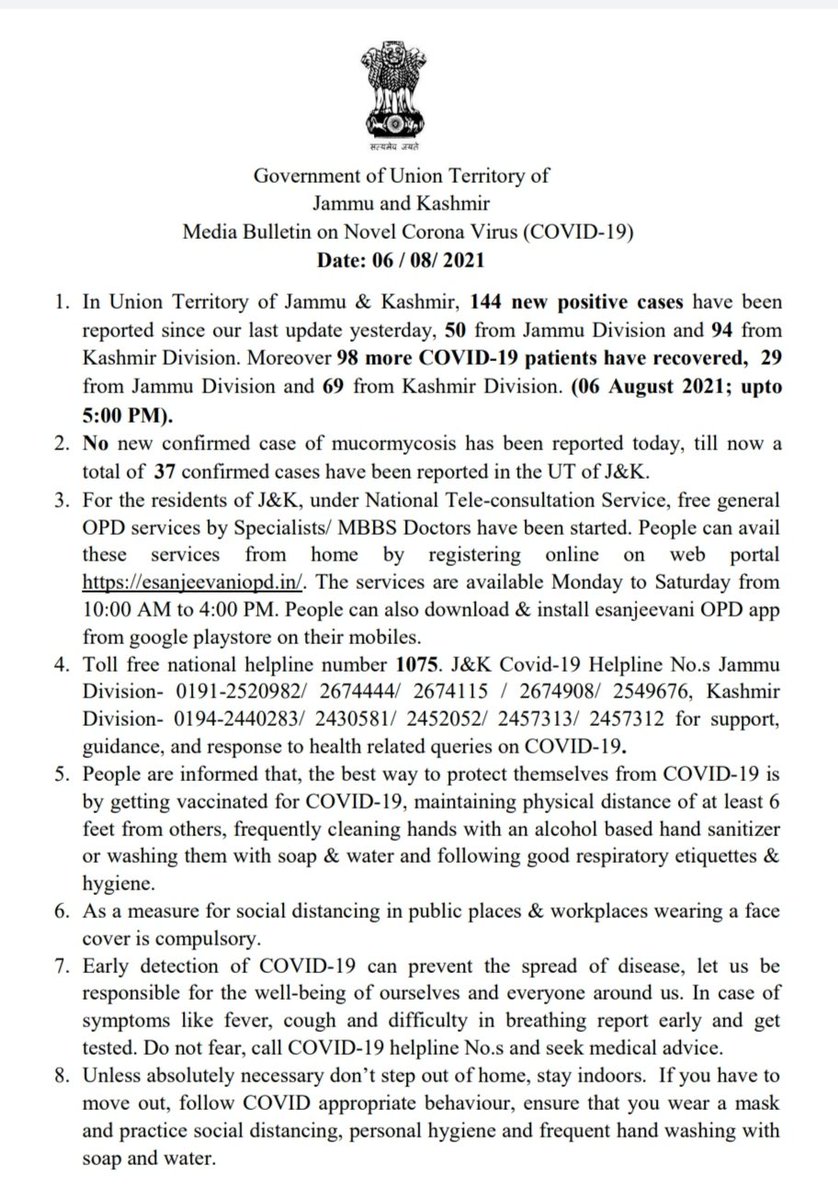 सत्यमेव जयते
Government of Union Territory of
Jammu and Kashmir
Media Bulletin on Novel Corona Virus (COVID-19)
Date: 06 / 08/ 2021
1. In Union Territory of Jammu & Kashmir, 144 new positive cases have been
reported since our last update yesterday, 50 from Jammu Division and 94 from
Kashmir Division. Moreover 98 more COVID-19 patients have recovered, 29
from Jammu Division and 69 from Kashmir Division. (06 August 2021; upto
5:00 PM).
2. No new confirmed case of mucormycosis has been reported today, till now a
total of 37 confirmed cases have been reported in the UT of J&K.
3. For the residents of J&K, under National Tele-consultation Service, free general
OPD services by Specialists/ MBBS Doctors have been started. People can avail
these services from home by registering online on web portal
https://esanjeevaniopd.in/. The services are available Monday to Saturday from
10:00 AM to 4:00 PM. People can also download & install esanjeevani OPD app
from google playstore on their mobiles.
4. Toll free national helpline number 1075. J&K Covid-19 Helpline No.s Jammu
Division- 0191-2520982/ 2674444/ 2674115 / 2674908/ 2549676, Kashmir
Division- 0194-2440283/ 2430581/ 2452052/ 2457313/ 2457312 for support,
guidance, and response to health related queries on COVID-19.
5. People are informed that, the best way to protect themselves from COVID-19 is
by getting vaccinated for COVID-19, maintaining physical distance of at least 6
feet from others, frequently cleaning hands with an alcohol based hand sanitizer
or washing them with soap & water and following good respiratory etiquettes &
hygiene.
6. As a measure for social distancing in public places & workplaces wearing a face
cover is compulsory.
7. Early detection of COVID-19 can prevent the spread of disease, let us be
responsible for the well-being of ourselves and everyone around us. In case of
symptoms like fever, cough and difficulty in breathing report early and get
tested. Do not fear, call COVID-19 helpline No.s and seek medical advice.
8. Unless absolutely necessary don’t step out of home, stay indoors. If you have to
move out, follow COVID appropriate behaviour, ensure that you wear a mask
and practice social distancing, personal hygiene and frequent hand washing with
soap and water.